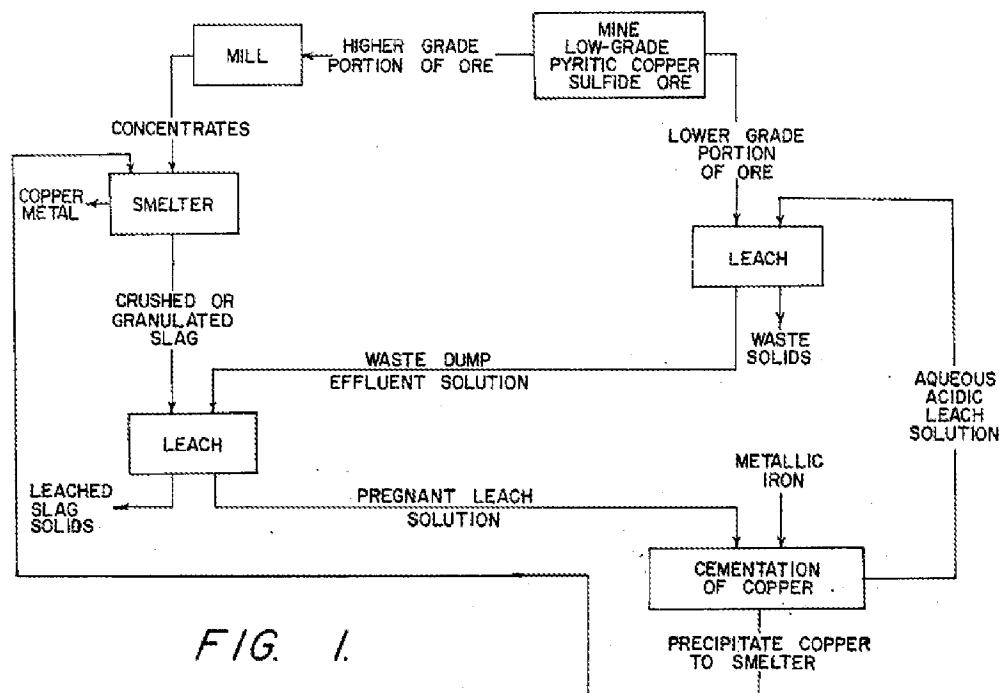 MILL
HIGHER GRADE
PORTION OF ORE
MINE
LOW-GRADE
PYRITIC COPPER
SULFIDE ORE
CONCENTRATES
LOWER GRADE
PORTION
OF ORE
COPPER
METAL
SMELTER
LEACH
CRUSHED OR
GRANULATED
SLAG
WASTE
SOLIDS
WASTE DUMP
EFFLUENT SOLUTION
AQUEOUS
ACIDIC
LEACH
SOLUTION
LEACH
METALLIC
IRON
LEACHED
SLAG
SOLIDS
PREGNANT LEACH
SOLUTION
CEMENTATION
OF COPPER
FIG. 1.
PRECIPITATE COPPER
TO SMELTER